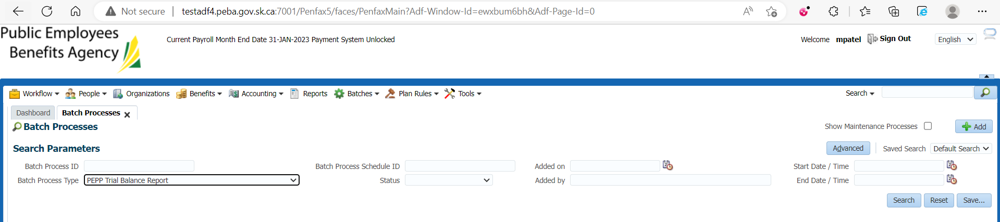 Not secure testadf4.peba.gov.sk.ca:7001/Penfax5/faces/PenfaxMain?Adf-Window-Id=ewxbum6bh&Adf-Page-Id=0
Public Employees
Benefits Agency
Current Payroll Month End Date 31-JAN-2023 Payment System Unlocked
Welcome mpatel Sign Out English
Workflow People Organizations Benefits Accounting Reports Batches Plan Rules Tools Search
Dashboard Batch Processes
Batch Processes Show Maintenance Processes Add
Search Parameters Advanced Saved Search Default Search
Batch Process ID Batch Process Schedule ID Added on Start Date / Time
Batch Process Type PEPP Trial Balance Report Status Added by End Date / Time
Search Reset Save...